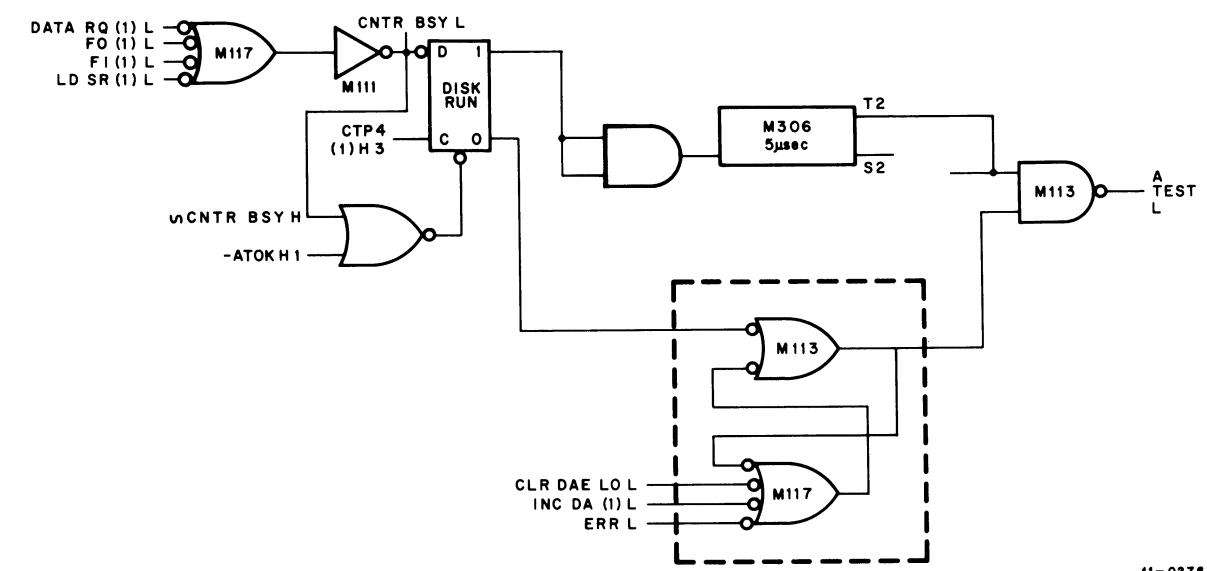 CNTR BSY L
DATA RQ (1) L
FO (1) L
FI (1) L
LD SR (1) L
M117
M111
D 1
DISK
RUN
C 0
CTP4
(1) H 3
CNTR BSY H
-ATOK H 1
M306
5µsec
T2
S2
M113
A
TEST
L
M113
M117
CLR DAE LO L
INC DA (1) L
ERR L